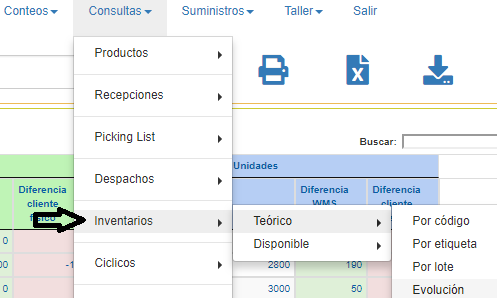 Conteos Consultas Suministros Taller Salir
Productos
Recepciones
Picking List
Buscar:
Despachos
Unidades
Diferencia cliente físico
Diferencia WMS
Diferencia cliente
Inventarios
Teórico
Por código
0
Disponible
Por etiqueta
00
-1
Ciclicos
2800
190
Por lote
0
3000
50
Evolución